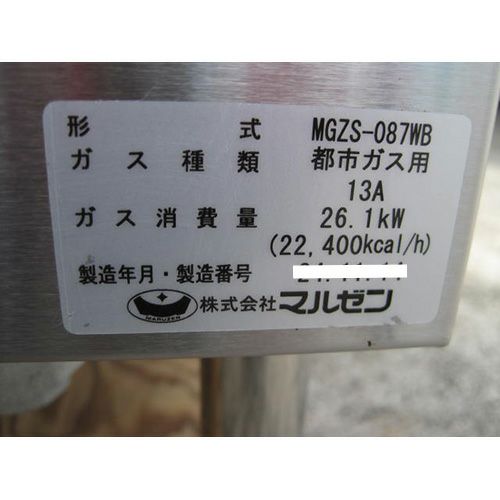 形式 MGZS-087WB
ガス種類 都市ガス用
13A
ガス消費量 26.1kW
(22,400kcal/h)
製造年月・製造番号
MARUZEN 株式会社 マルゼン